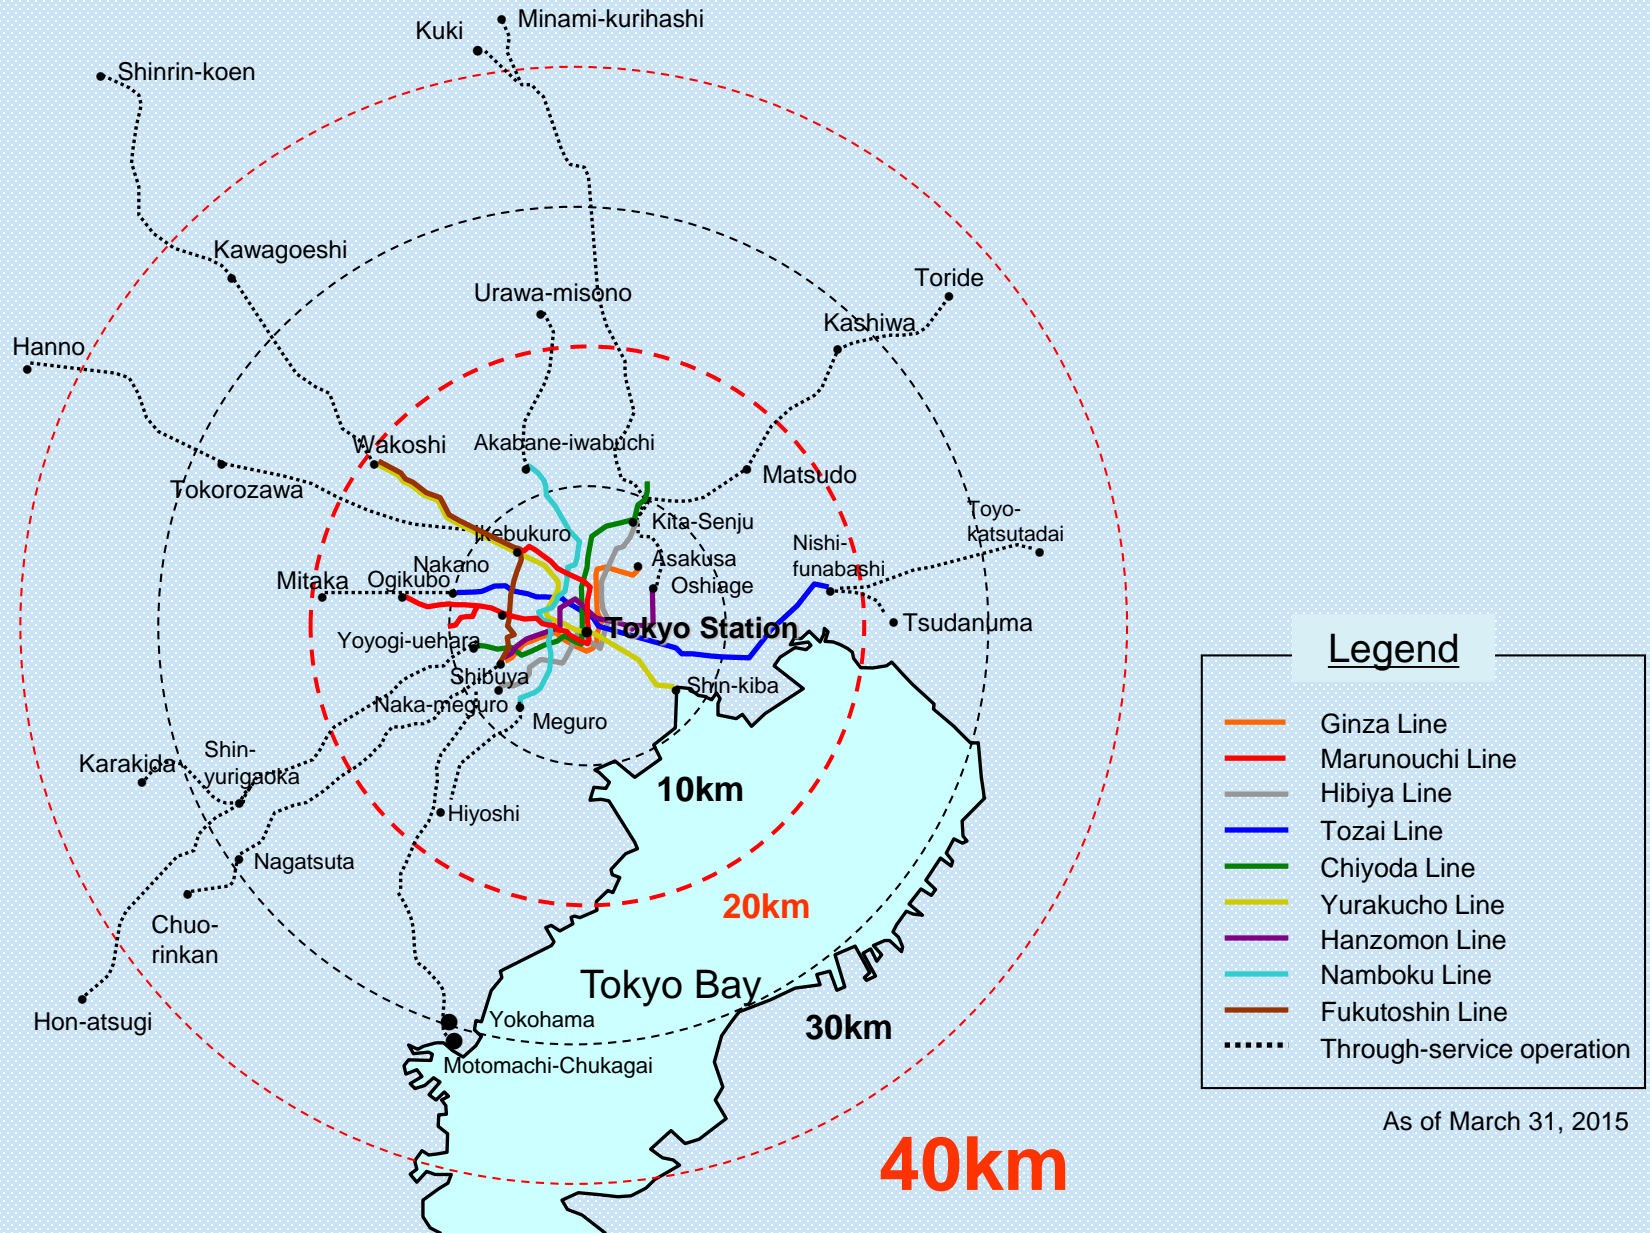 Minami-kurihashi
Kuki
Shinrin-koen
Kawagoeshi
Urawa-misono
Toride
Kashiwa
Hanno
Wakoshi
Akabane-iwabuchi
Matsudo
Tokorozawa
Ikebukuro
Kita-Senju
Toyo-
katsutadai
Nishi-
funabashi
Nakano
Asakusa
Mitaka
Ogikubo
Oshiage
Tokyo Station
Tsudanuma
Yoyogi-uehara
Shibuya
Shin-kiba
Naka-meguro
Meguro
Karakida
Shin-
yurigaoka
10km
Hiyoshi
Nagatsuta
20km
Chuo-
rinkan
Tokyo Bay
Hon-atsugi
Yokohama
30km
Motomachi-Chukagai
40km
Legend
Ginza Line
Marunouchi Line
Hibiya Line
Tozai Line
Chiyoda Line
Yurakucho Line
Hanzomon Line
Namboku Line
Fukutoshin Line
Through-service operation
As of March 31, 2015